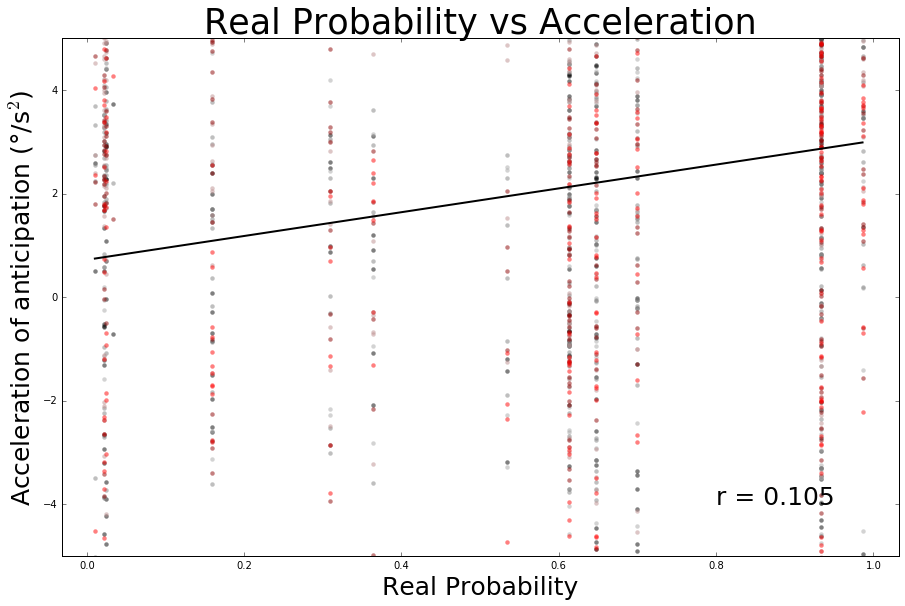 Real Probability vs Acceleration
Acceleration of anticipation (°/s²)
4
2
0
−2
−4
r = 0.105
0.0 0.2 0.4 0.6 0.8 1.0
Real Probability